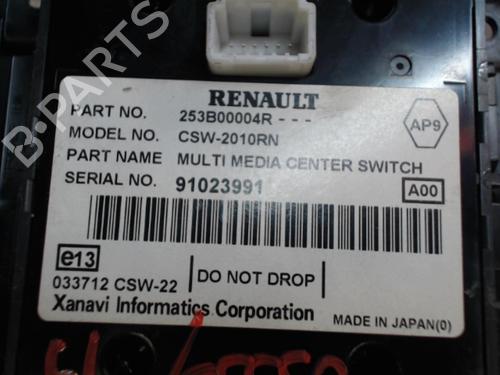 RENAULT
PART NO. 253B00004R - - -
AP9
MODEL NO. CSW-2010RN
PART NAME MULTI MEDIA CENTER SWITCH
SERIAL NO. 91023991
A00
e13
033712 CSW-22
DO NOT DROP
Xanavi Informatics Corporation
MADE IN JAPAN(0)